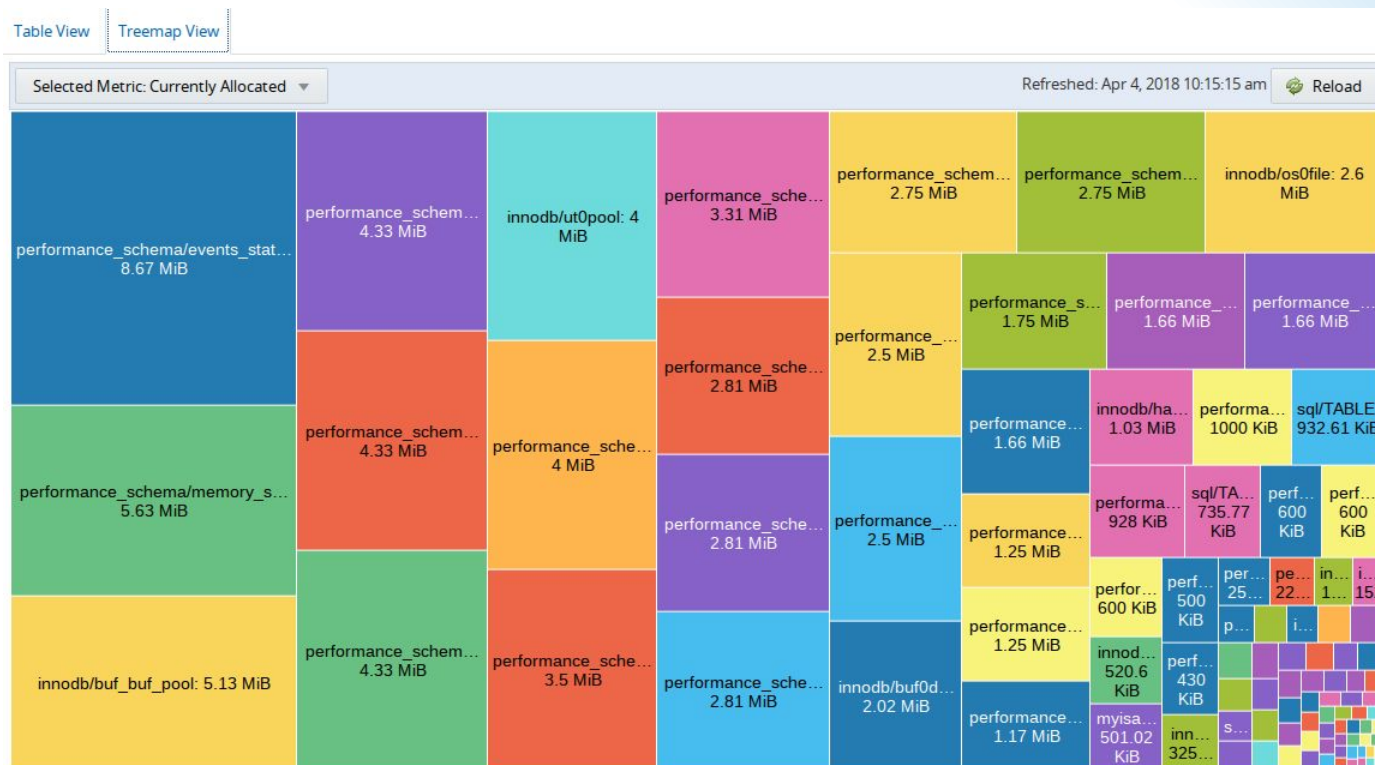 Table View
Treemap View
Selected Metric: Currently Allocated
Refreshed: Apr 4, 2018 10:15:15 am
Reload
performance_schema/events_stat...
8.67 MiB
performance_schema/memory_s...
5.63 MiB
innodb/buf_buf_pool: 5.13 MiB
performance_schem...
4.33 MiB
performance_schem...
4.33 MiB
performance_schem...
4.33 MiB
innodb/ut0pool: 4
MiB
performance_sche...
4 MiB
performance_sche...
3.5 MiB
performance_sche...
3.31 MiB
performance_sche...
2.81 MiB
performance_sche...
2.81 MiB
performance_sche...
2.81 MiB
performance_schem...
2.75 MiB
performance_schem...
2.75 MiB
innodb/os0file: 2.6
MiB
performance_...
2.5 MiB
performance_...
2.5 MiB
innodb/buf0d...
2.02 MiB
performance_s...
1.75 MiB
performance_...
1.66 MiB
performance_...
1.66 MiB
performance...
1.66 MiB
performance...
1.25 MiB
performance...
1.25 MiB
performance...
1.17 MiB
innodb/ha...
1.03 MiB
performa...
1000 KiB
sql/TABLE
932.61 KiB
performa...
928 KiB
sql/TA...
735.77
KiB
perf...
600
KiB
perf...
600
KiB
perfor...
600 KiB
innod...
520.6
KiB
myisa...
501.02
KiB
perf...
500
KiB
perf...
430
KiB
inn...
325...
per...
25...
pe...
22...
in...
1...
i...
15
p...
i...
s...